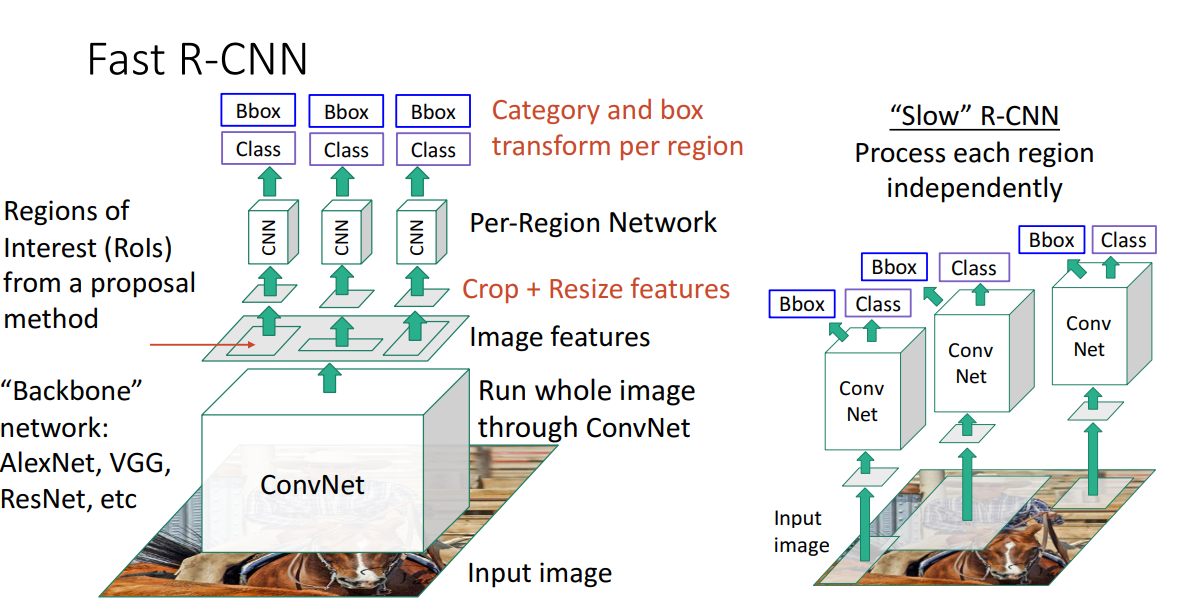 Fast R-CNN
Bbox
Bbox
Bbox
Class
Class
Class
Category and box
transform per region
CNN
CNN
CNN
Per-Region Network
Regions of
Interest (RoIs)
from a proposal
method
Crop + Resize features
Image features
"Backbone"
network:
AlexNet, VGG,
ResNet, etc
Run whole image
through ConvNet
ConvNet
Input image
"Slow" R-CNN
Process each region
independently
Bbox
Class
Bbox
Class
Bbox
Class
Conv
Net
Conv
Net
Conv
Net
Input
image